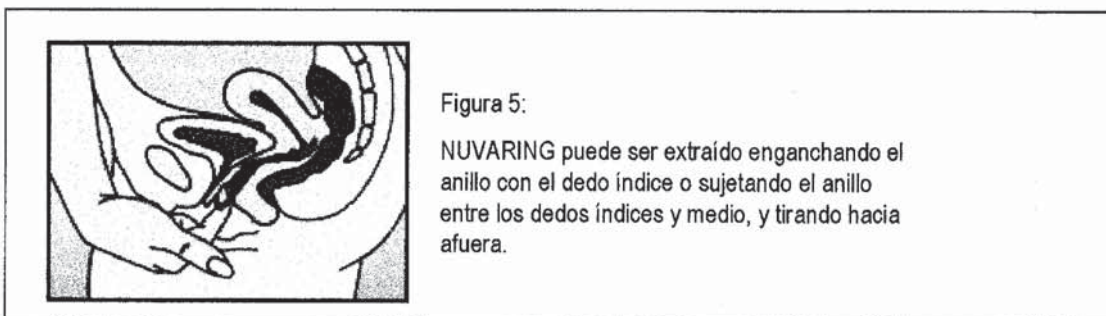 Figura 5:
NUVARING puede ser extraído enganchando el
anillo con el dedo índice o sujetando el anillo
entre los dedos índices y medio, y tirando hacia
afuera.